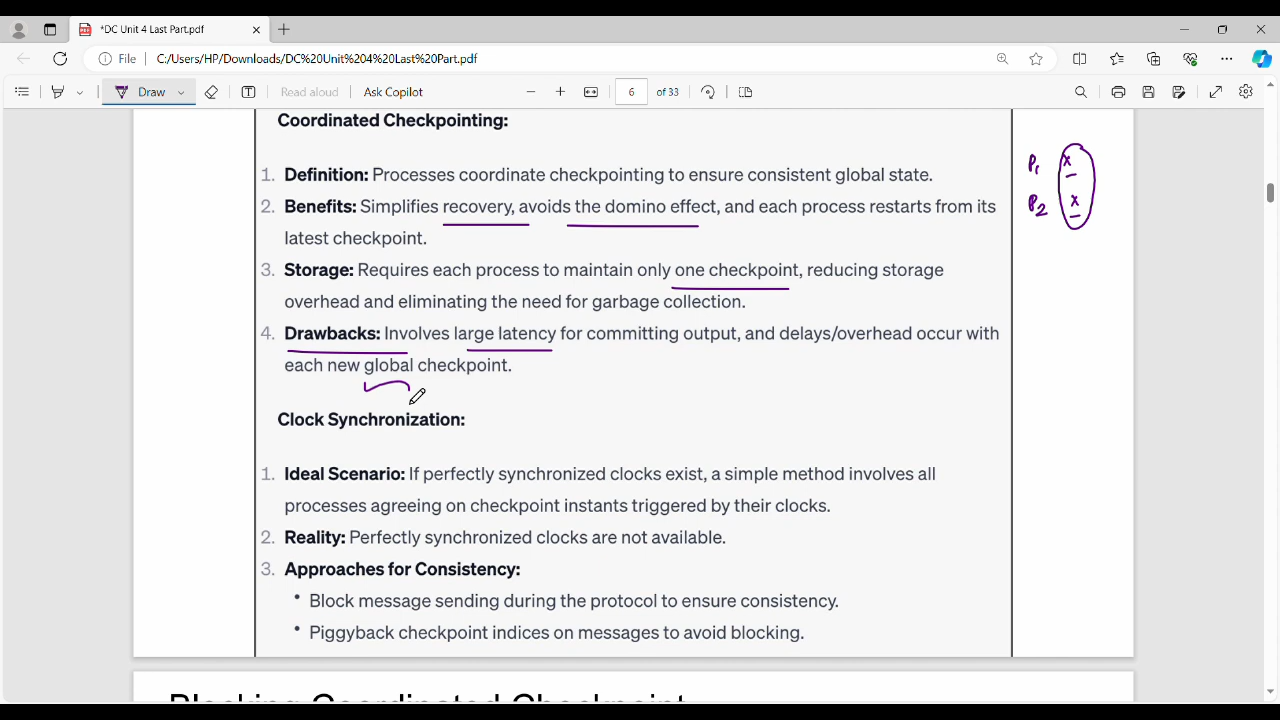 *DC Unit 4 Last Part.pdf
File
C:/Users/HP/Downloads/DC%20Unit%204%20Last%20Part.pdf
Draw
Read aloud
Ask Copilot
6
of 33
Coordinated Checkpointing:
1. Definition: Processes coordinate checkpointing to ensure consistent global state.
2. Benefits: Simplifies recovery, avoids the domino effect, and each process restarts from its
latest checkpoint.
3. Storage: Requires each process to maintain only one checkpoint, reducing storage
overhead and eliminating the need for garbage collection.
4. Drawbacks: Involves large latency for committing output, and delays/overhead occur with
each new global checkpoint.
P1 x
P2 x
Clock Synchronization:
1. Ideal Scenario: If perfectly synchronized clocks exist, a simple method involves all
processes agreeing on checkpoint instants triggered by their clocks.
2. Reality: Perfectly synchronized clocks are not available.
3. Approaches for Consistency:
• Block message sending during the protocol to ensure consistency.
• Piggyback checkpoint indices on messages to avoid blocking.
Blocking Coordinated Checkpoint